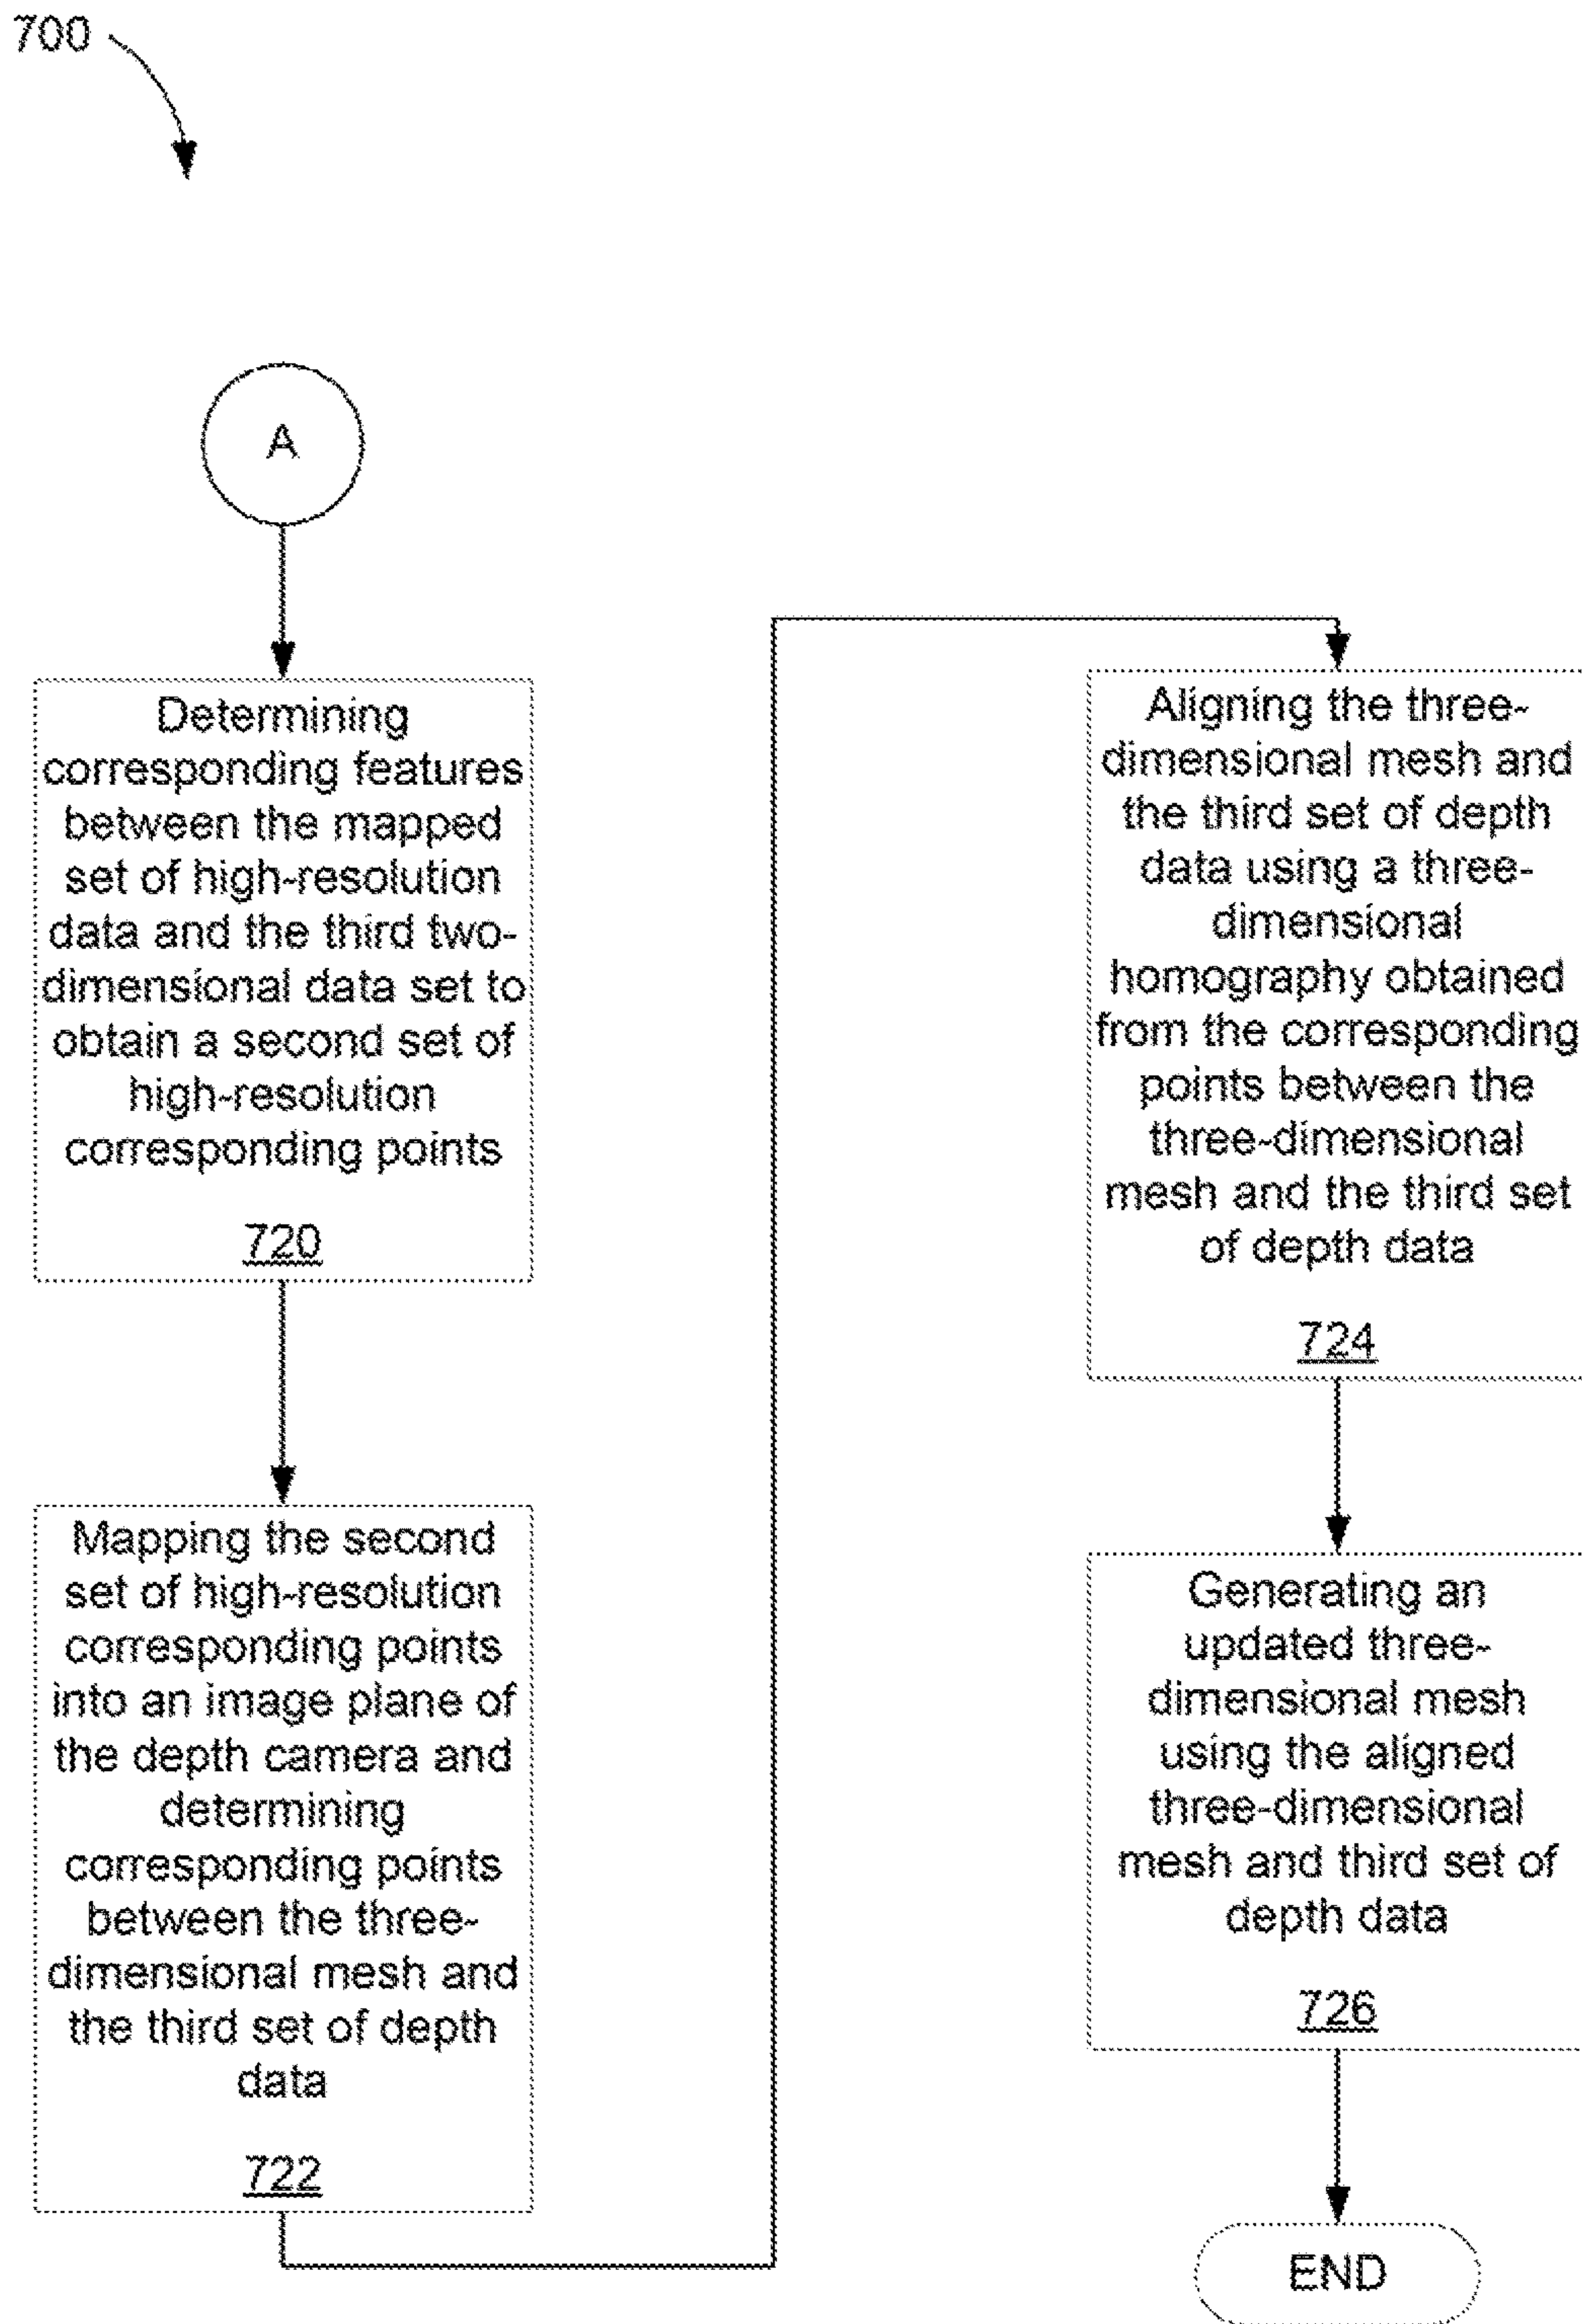 700
A
Determining
corresponding features
between the mapped
set of high-resolution
data and the third two-
dimensional data set to
obtain a second set of
high-resolution
corresponding points
720
Mapping the second
set of high-resolution
corresponding points
into an image plane of
the depth camera and
determining
corresponding points
between the three-
dimensional mesh and
the third set of depth
data
722
Aligning the three-
dimensional mesh and
the third set of depth
data using a three-
dimensional
homography obtained
from the corresponding
points between the
three-dimensional
mesh and the third set
of depth data
724
Generating an
updated three-
dimensional mesh
using the aligned
three-dimensional
mesh and third set of
depth data
726
END